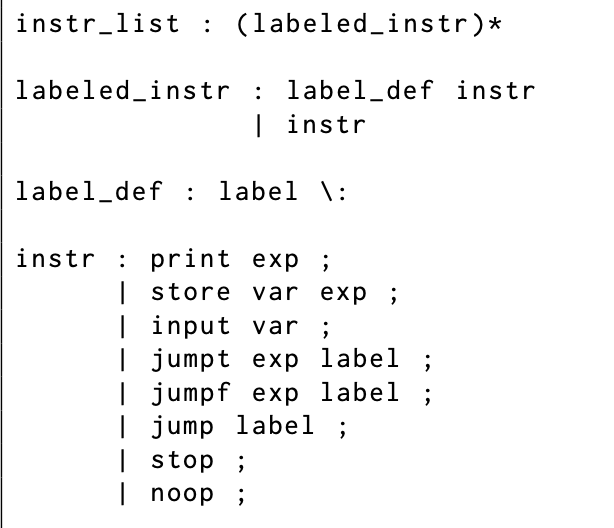 instr_list : (labeled_instr)*
labeled_instr : label_def instr
| instr
label_def : label \:
instr : print exp ;
| store var exp ;
| input var ;
| jumpt exp label ;
| jumpf exp label ;
| jump label ;
| stop ;
| noop ;